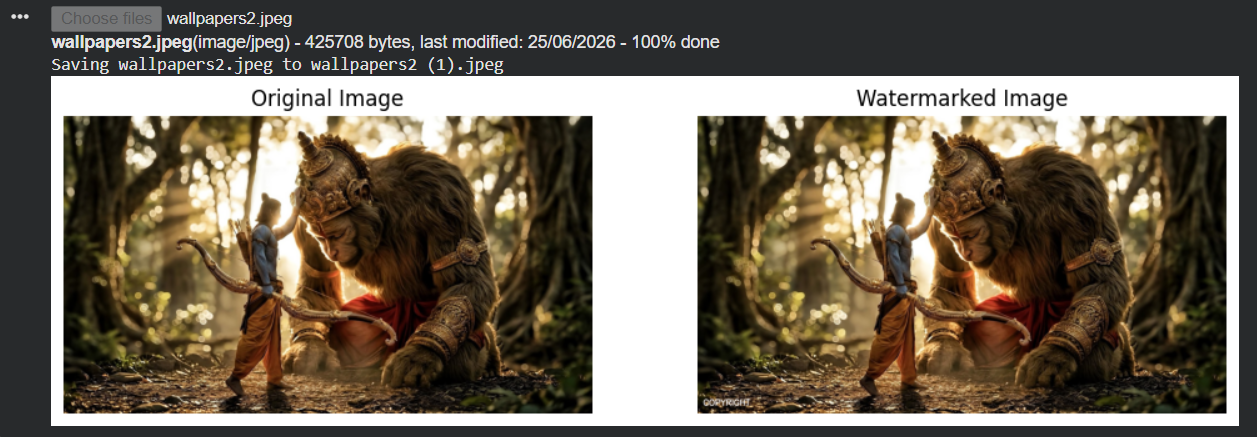 Choose files wallpapers2.jpeg
wallpapers2.jpeg(image/jpeg) - 425708 bytes, last modified: 25/06/2026 - 100% done
Saving wallpapers2.jpeg to wallpapers2 (1).jpeg
Original Image
Watermarked Image
COPYRIGHT